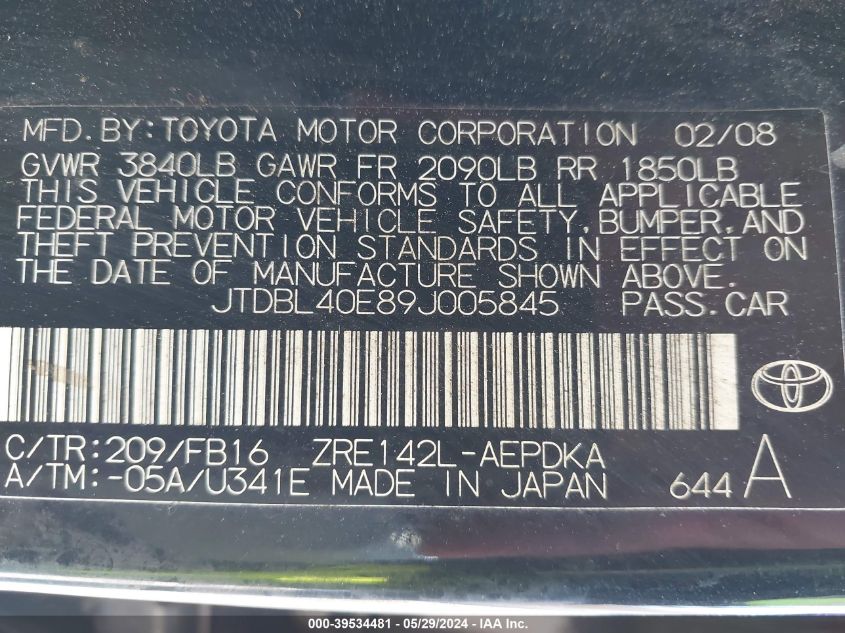 MFD. BY: TOYOTA MOTOR CORPORATION 02/08
GVWR 3840LB GAWR FR 2090LB RR 1850LB
THIS VEHICLE CONFORMS TO ALL APPLICABLE
FEDERAL MOTOR VEHICLE SAFETY, BUMPER, AND
THEFT PREVENTION STANDARDS IN EFFECT ON
THE DATE OF MANUFACTURE SHOWN ABOVE.
JTDBL40E89J005845 PASS. CAR
C/TR: 209/FB16 ZRE142L-AEPDKA
A/TM: -05A/U341E MADE IN JAPAN 644 A
000-39534481 - 05/29/2024 - IAA Inc.